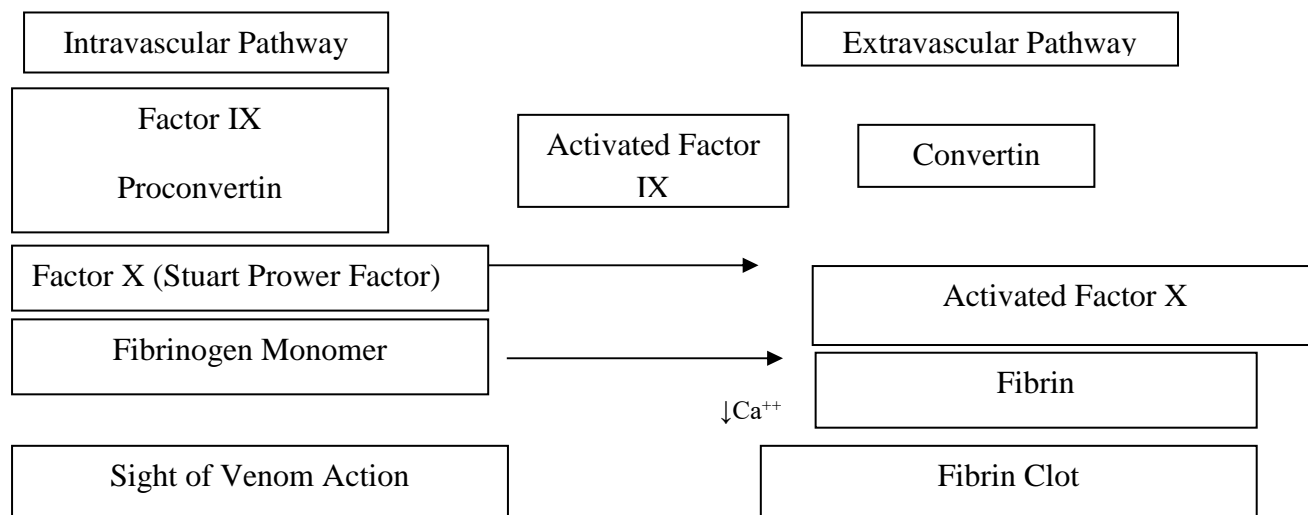 Intravascular Pathway
Extravascular Pathway
Factor IX
Proconvertin
Activated Factor
IX
Convertin
Factor X (Stuart Prower Factor)
Activated Factor X
Fibrinogen Monomer
Fibrin
↓Ca⁺⁺
Sight of Venom Action
Fibrin Clot